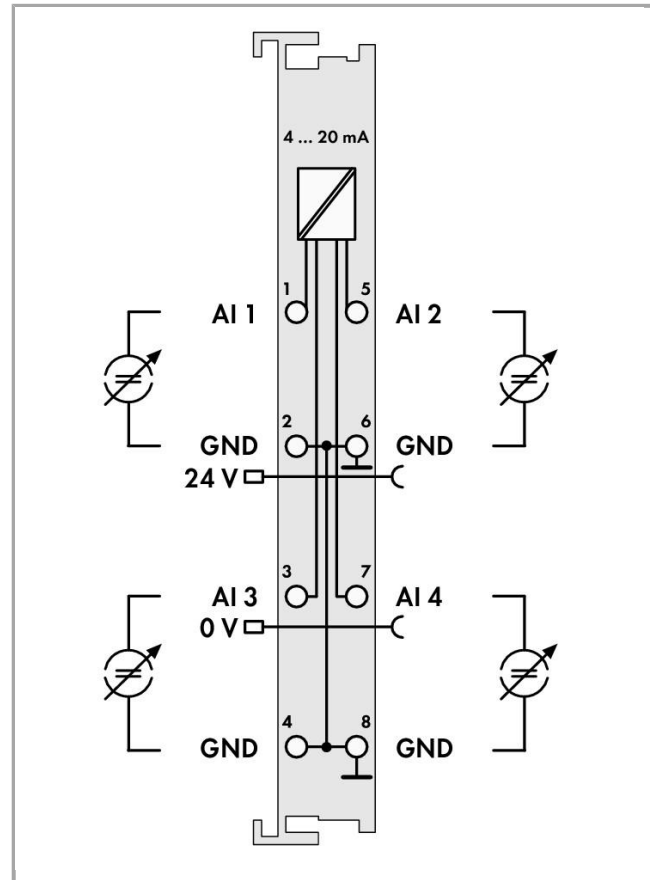 4 ... 20 mA
1 5
AI 1 AI 2
2 6
GND GND
24 V
3 7
AI 3 AI 4
0 V
4 8
GND GND